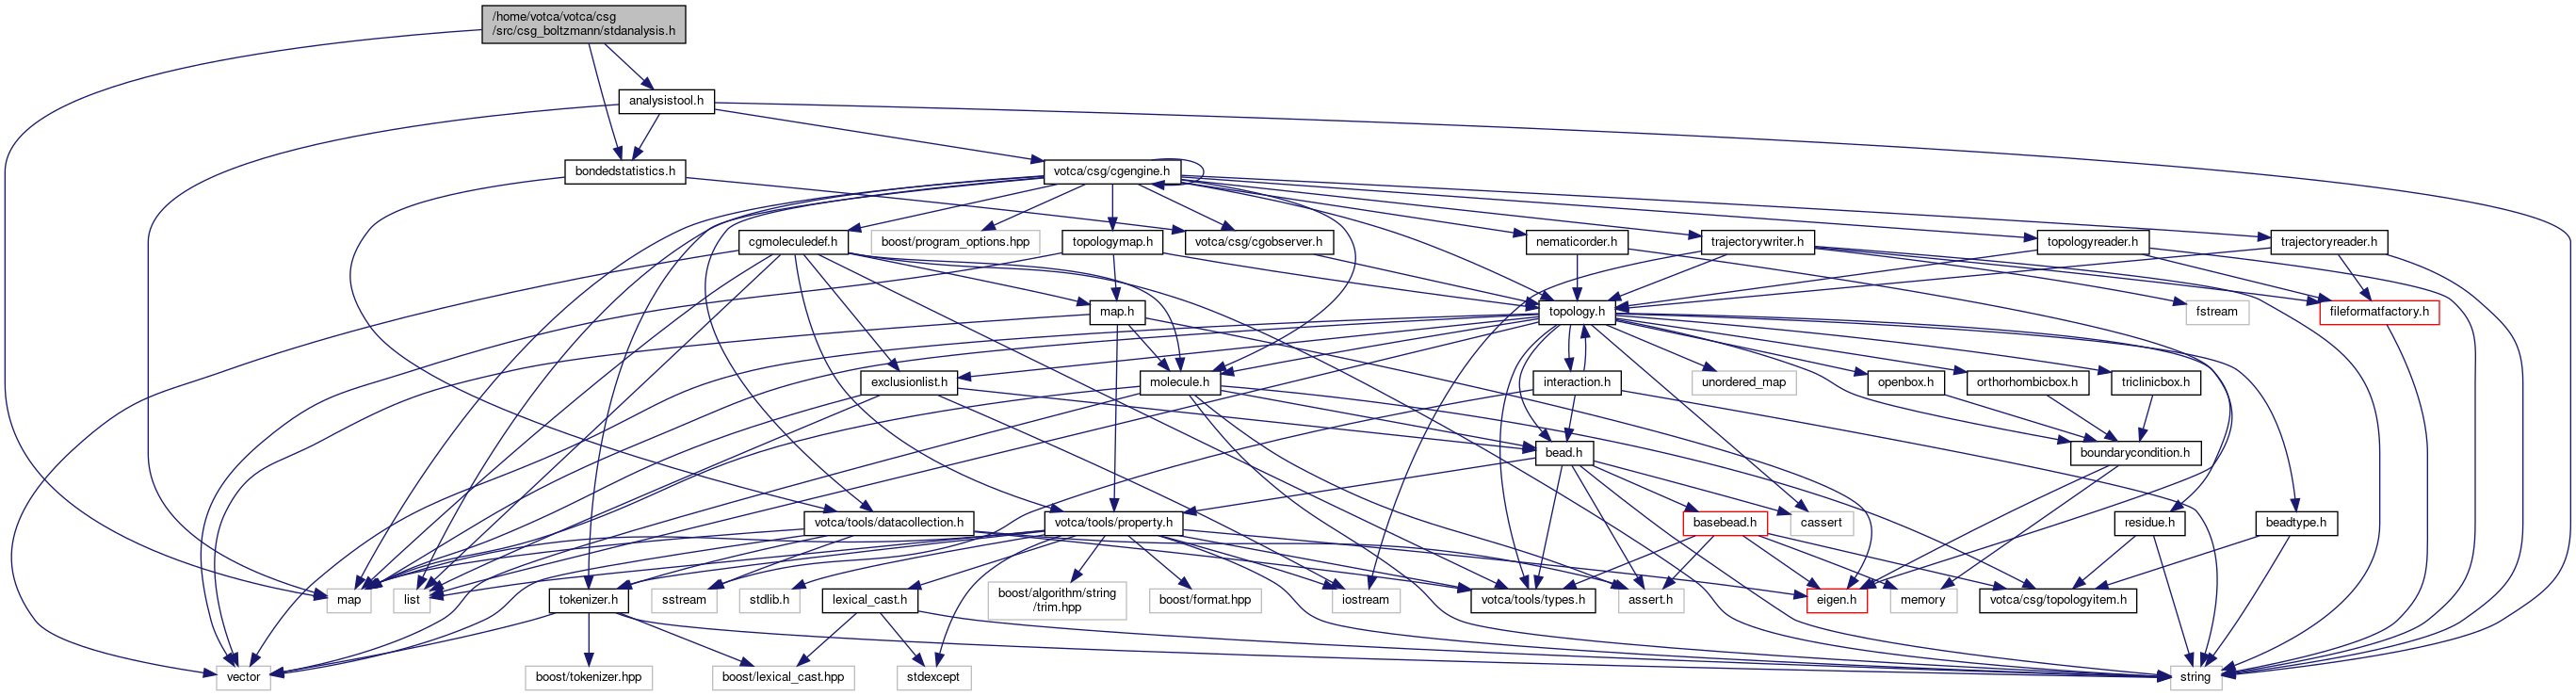 /home/votca/votca/csg
/src/csg_boltzmann/stdanalysis.h
analysistool.h
bondedstatistics.h
votca/csg/cgengine.h
cgmoleculedef.h
boost/program_options.hpp
topologymap.h
votca/csg/cgobserver.h
nematicorder.h
trajectorywriter.h
topologyreader.h
trajectoryreader.h
map.h
topology.h
fstream
fileformatfactory.h
exclusionlist.h
molecule.h
interaction.h
unordered_map
openbox.h
orthorhombicbox.h
triclinicbox.h
bead.h
boundarycondition.h
votca/tools/datacollection.h
votca/tools/property.h
basebead.h
cassert
residue.h
beadtype.h
map
list
tokenizer.h
sstream
stdlib.h
lexical_cast.h
boost/algorithm/string
/trim.hpp
boost/format.hpp
iostream
votca/tools/types.h
assert.h
eigen.h
memory
votca/csg/topologyitem.h
vector
boost/tokenizer.hpp
boost/lexical_cast.hpp
stdexcept
string